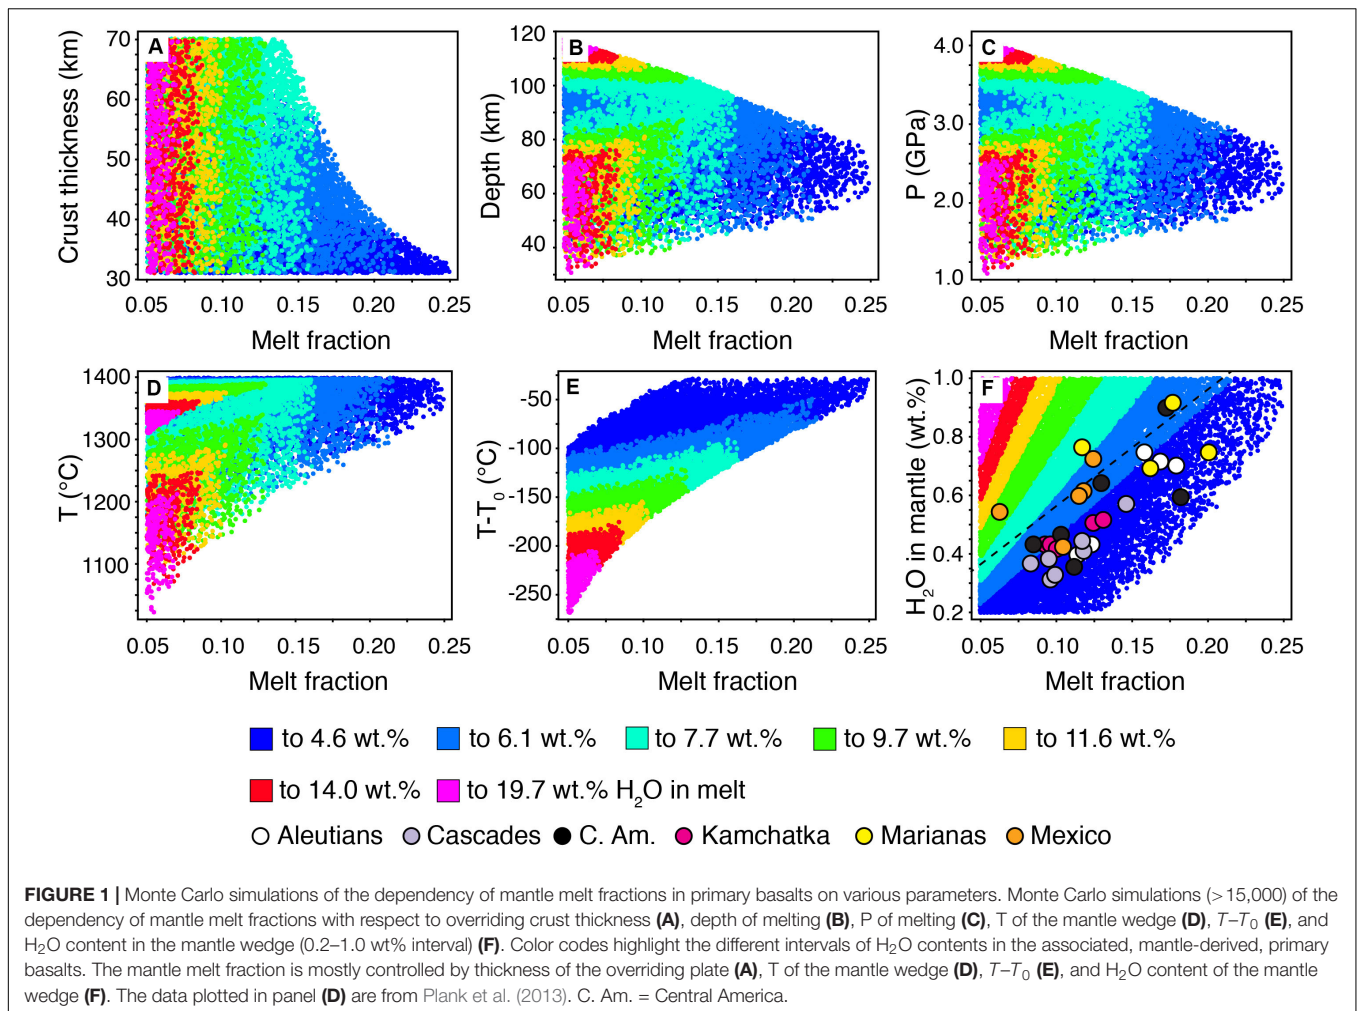 A
Crust thickness (km)
70
60
50
40
30
0.05 0.10 0.15 0.20 0.25
Melt fraction
B
Depth (km)
120
100
80
60
40
0.05 0.10 0.15 0.20 0.25
Melt fraction
C
P (GPa)
4.0
3.0
2.0
1.0
0.05 0.10 0.15 0.20 0.25
Melt fraction
D
T (°C)
1400
1300
1200
1100
0.05 0.10 0.15 0.20 0.25
Melt fraction
E
T-T0 (°C)
-50
-100
-150
-200
-250
0.05 0.10 0.15 0.20 0.25
Melt fraction
F
H2O in mantle (wt.%)
1.0
0.8
0.6
0.4
0.2
0.05 0.10 0.15 0.20 0.25
Melt fraction
to 4.6 wt.% to 6.1 wt.% to 7.7 wt.% to 9.7 wt.% to 11.6 wt.%
to 14.0 wt.% to 19.7 wt.% H2O in melt
Aleutians Cascades C. Am. Kamchatka Marianas Mexico
FIGURE 1 | Monte Carlo simulations of the dependency of mantle melt fractions in primary basalts on various parameters. Monte Carlo simulations (>15,000) of the
dependency of mantle melt fractions with respect to overriding crust thickness (A), depth of melting (B), P of melting (C), T of the mantle wedge (D), T–T0 (E), and
H2O content in the mantle wedge (0.2–1.0 wt% interval) (F). Color codes highlight the different intervals of H2O contents in the associated, mantle-derived, primary
basalts. The mantle melt fraction is mostly controlled by thickness of the overriding plate (A), T of the mantle wedge (D), T–T0 (E), and H2O content of the mantle
wedge (F). The data plotted in panel (D) are from Plank et al. (2013). C. Am. = Central America.